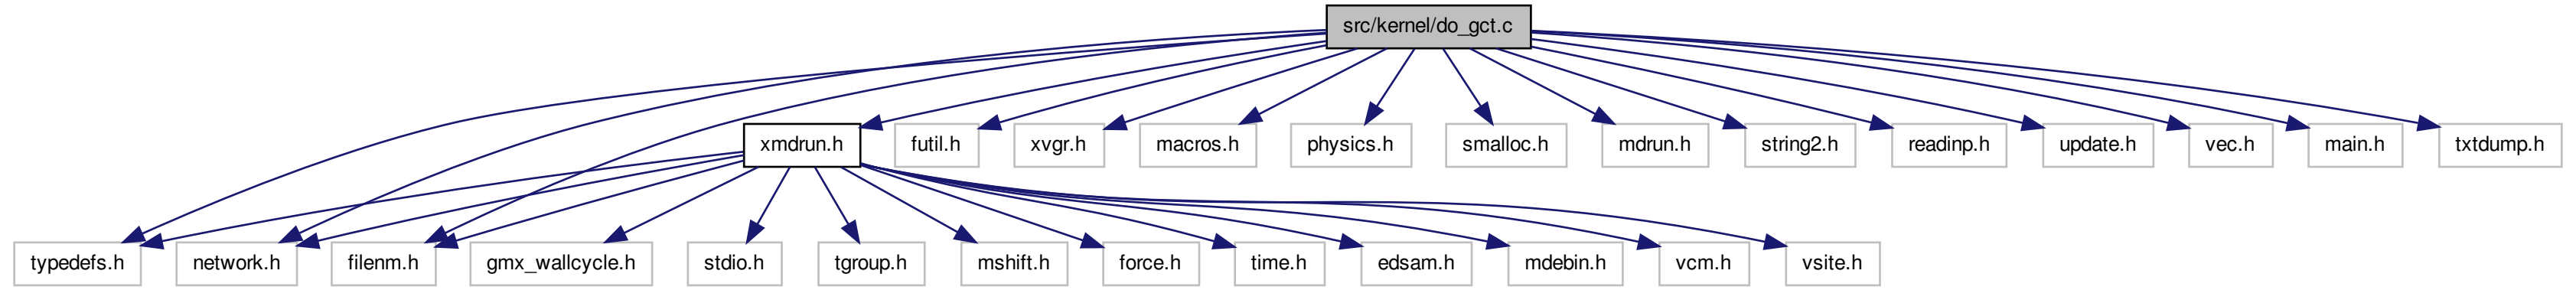 src/kernel/do_gct.c
xmdrun.h
futil.h
xvgr.h
macros.h
physics.h
smalloc.h
mdrun.h
string2.h
readinp.h
update.h
vec.h
main.h
txtdump.h
typedefs.h
network.h
filenm.h
gmx_wallcycle.h
stdio.h
tgroup.h
mshift.h
force.h
time.h
edsam.h
mdebin.h
vcm.h
vsite.h